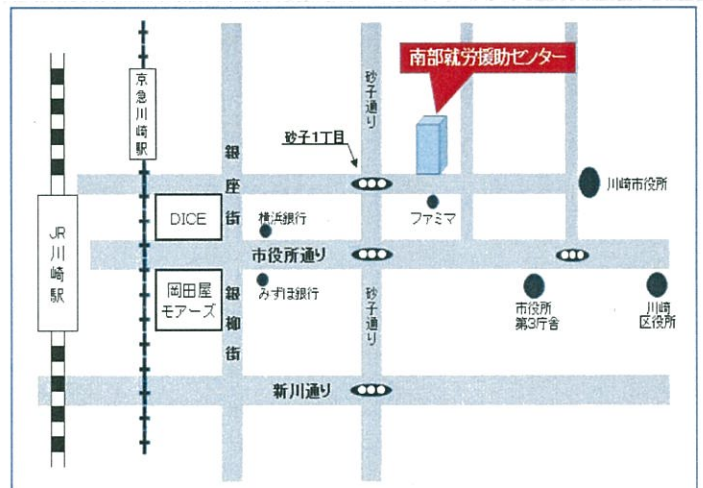 南部就労援助センター
砂子通り
京急川崎駅
砂子1丁目
銀座街
川崎市役所
DICE
横浜銀行
ファミマ
JR川崎駅
市役所通り
岡田屋
モアーズ
銀柳街
みずほ銀行
砂子通り
市役所
第3庁舎
川崎
区役所
新川通り